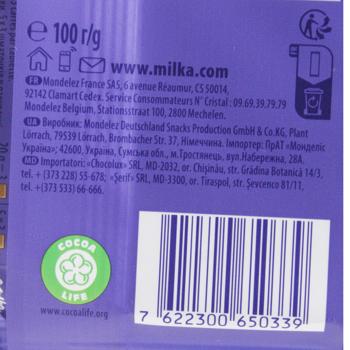 ℮ 100 г/g
www.milka.com
FR Mondelez France SAS, 6 avenue Réaumur, CS 50014,
92142 Clamart Cedex. Service Consommateurs N° Cristal : 09.69.39.79.79
Mondelez Belgium, Stationsstraat 100, 2800 Mechelen.
UA Виробник: Mondelez Deutschland Snacks Production GmbH & Co.KG, Plant
Lörrach, 79539 Lörrach, Brombacher Str. 37, Німеччина. Імпортер: ПрАТ «Монделіс
Україна»; 42600, Україна, Сумська обл., м.Тростянець, вул.Набережна, 28А.
MD Importatori: «Chocolux» SRL, MD-2032, or. Chișinău, str. Grădina Botanică 14/3,
tel.: + (373 228) 55-678; «Șerif» SRL, MD-3300, or. Tiraspol, str. Șevcenco 81/11,
tel.: +(373 533) 66-666.
COCOA
LIFE
www.cocoalife.org
7 622300 650339